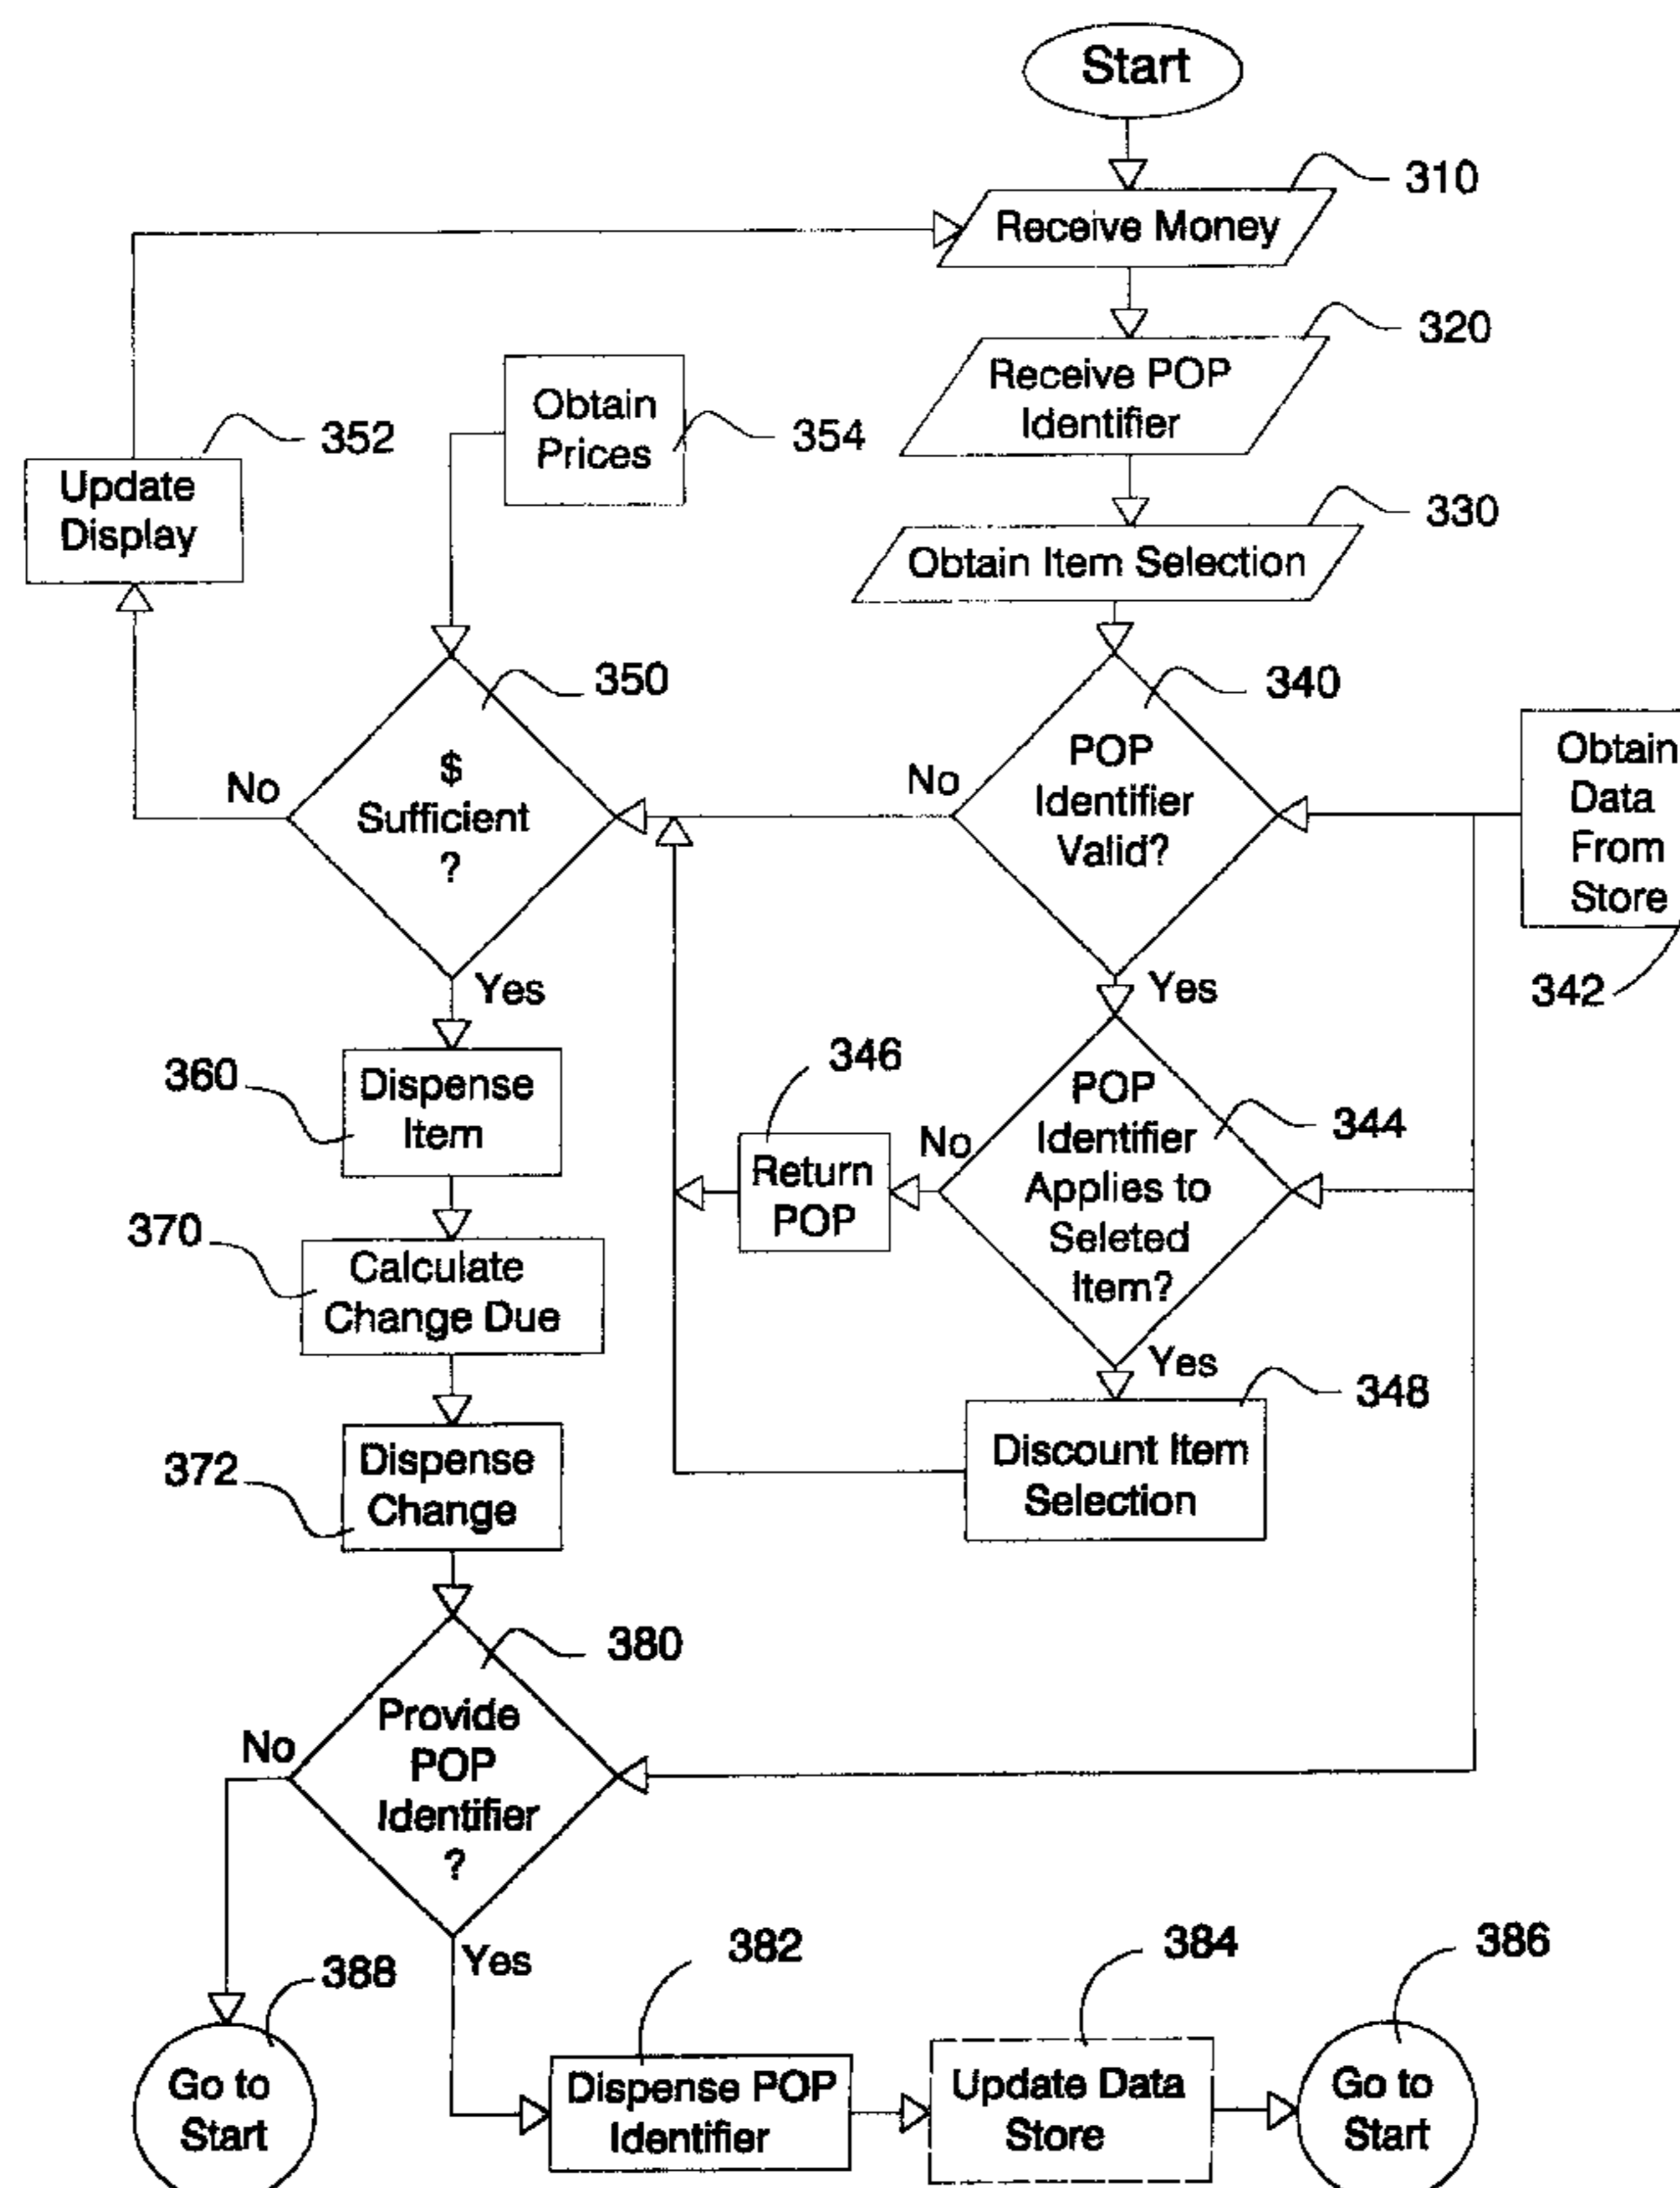 Start
310
Receive Money
320
Receive POP
Identifier
330
Obtain Item Selection
352
Update
Display
Obtain
Prices
354
350
$
Sufficient
?
No
Yes
340
POP
Identifier
Valid?
No
Yes
Obtain
Data
From
Store
342
344
POP
Identifier
Applies to
Seleted
Item?
No
Yes
346
Return
POP
348
Discount Item
Selection
360
Dispense
Item
370
Calculate
Change Due
372
Dispense
Change
380
Provide
POP
Identifier
?
No
Yes
388
Go to
Start
382
Dispense POP
Identifier
384
Update Data
Store
386
Go to
Start